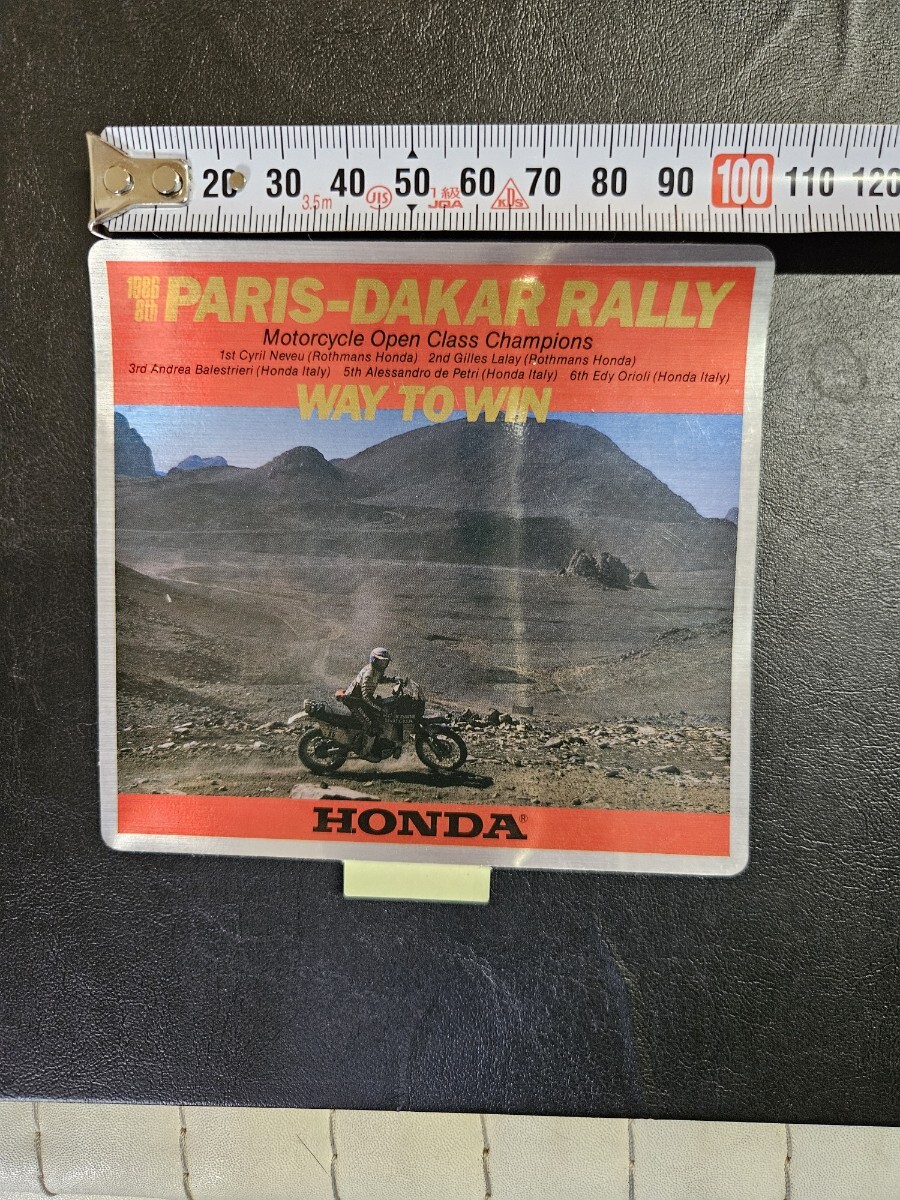 20 30 40 50 60 70 80 90 100 110 120
3.5m JIS 1級 JQA KDS
1986
8th
PARIS-DAKAR RALLY
Motorcycle Open Class Champions
1st Cyril Neveu (Rothmans Honda) 2nd Gilles Lalay (Rothmans Honda)
3rd Andrea Balestrieri (Honda Italy) 5th Alessandro de Petri (Honda Italy) 6th Edy Orioli (Honda Italy)
WAY TO WIN
HONDA®